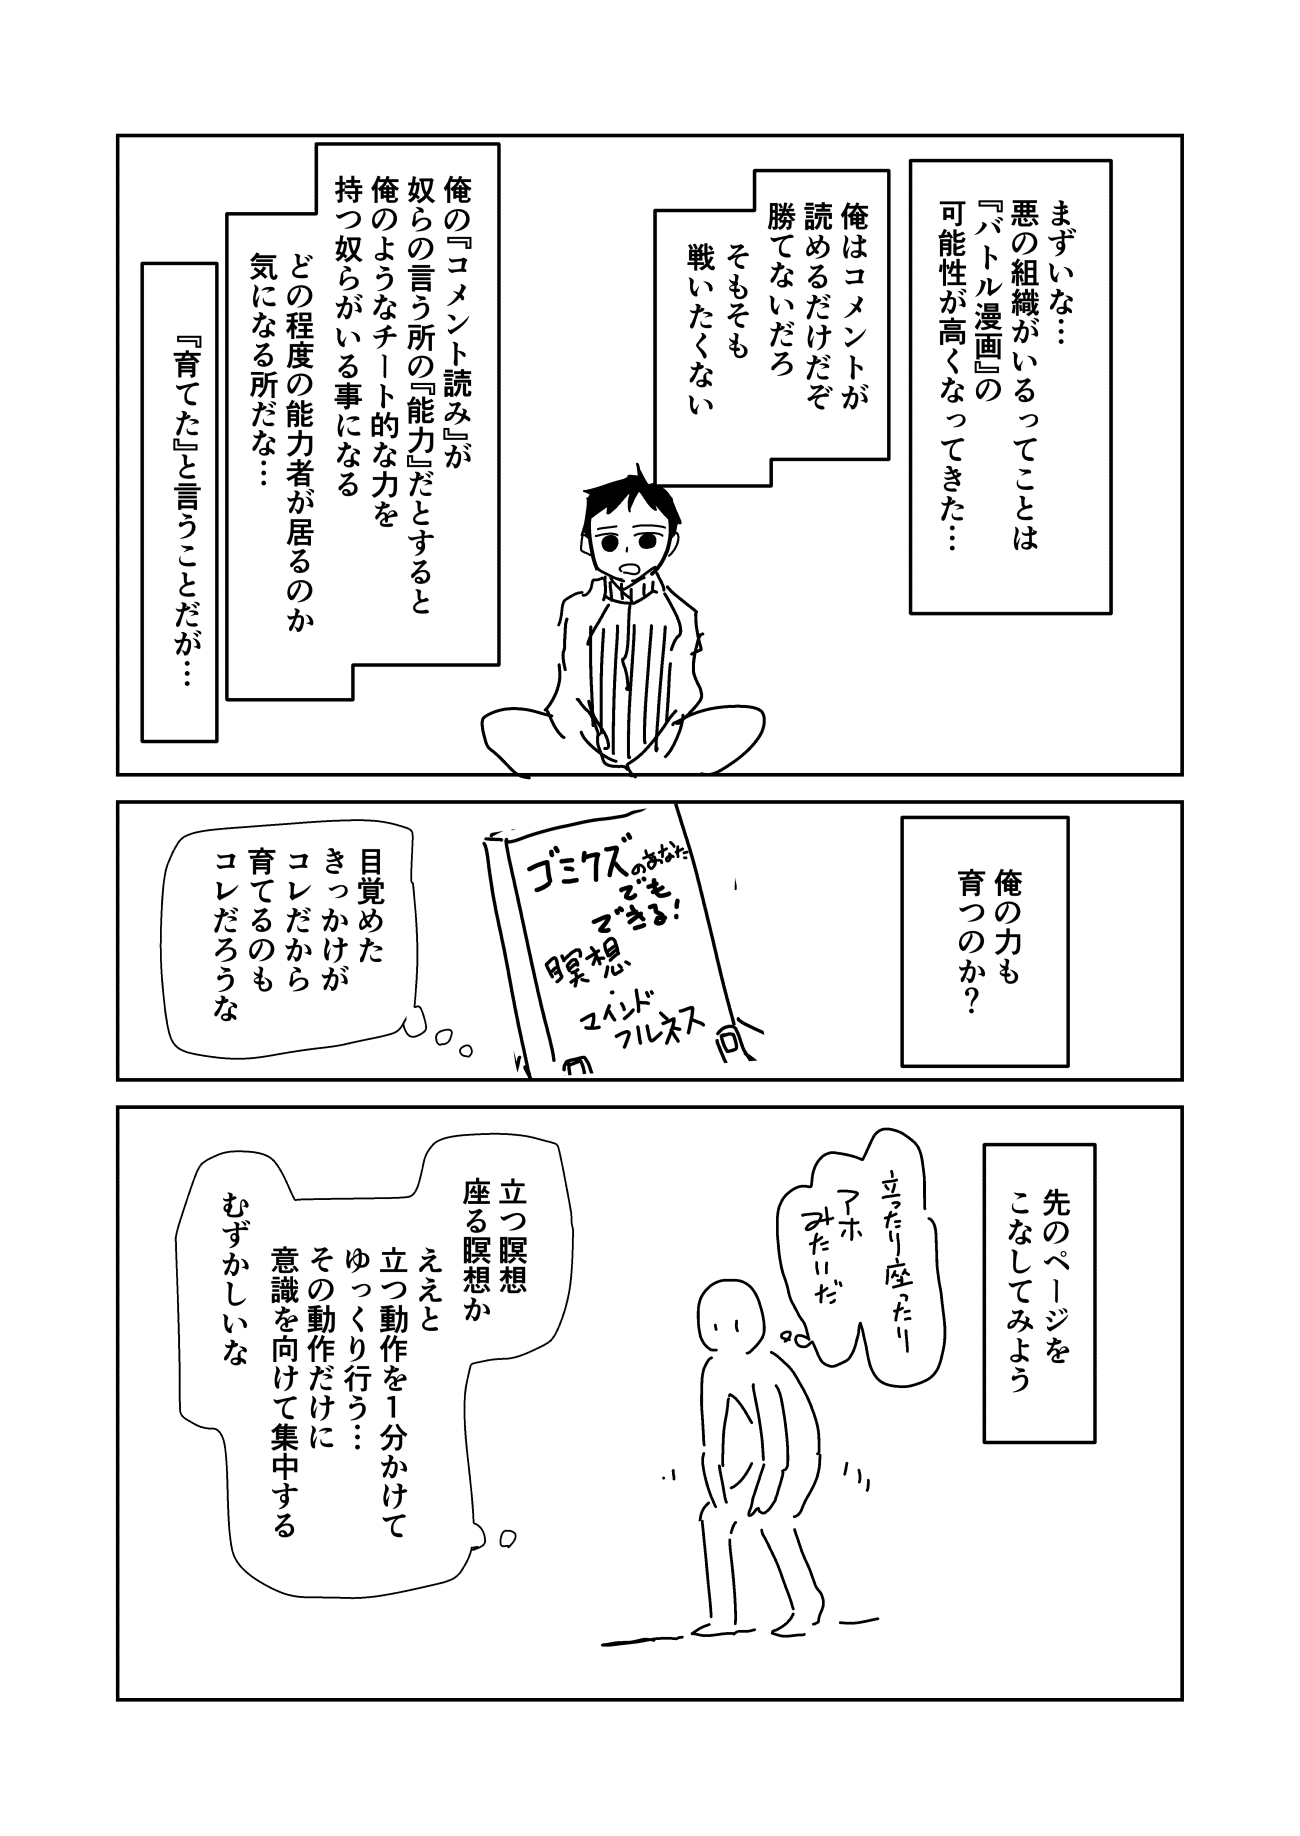 まずいな…
悪の組織がいるってことは
『バトル漫画』の
可能性が高くなってきた…
俺はコメントが
読めるだけだぞ
勝てないだろ
そもそも
戦いたくない
俺の『コメント読み』が
奴らの言う所の『能力』だとすると
俺のようなチート的な力を
持つ奴らがいる事になる
どの程度の能力者が居るのか
気になる所だな…
『育てた』と言うことだが…
俺の力も
育つのか？
ゴミクズのあなた
でも
できる！
瞑想
・
マインド
フルネス
目覚めた
きっかけが
コレだから
育てるのも
コレだろうな
先のページを
こなしてみよう
立ったり座ったり
アホ
みたいだ
立つ瞑想
座る瞑想か
ええと
立つ動作を１分かけて
ゆっくり行う…
その動作だけに
意識を向けて集中する
むずかしいな